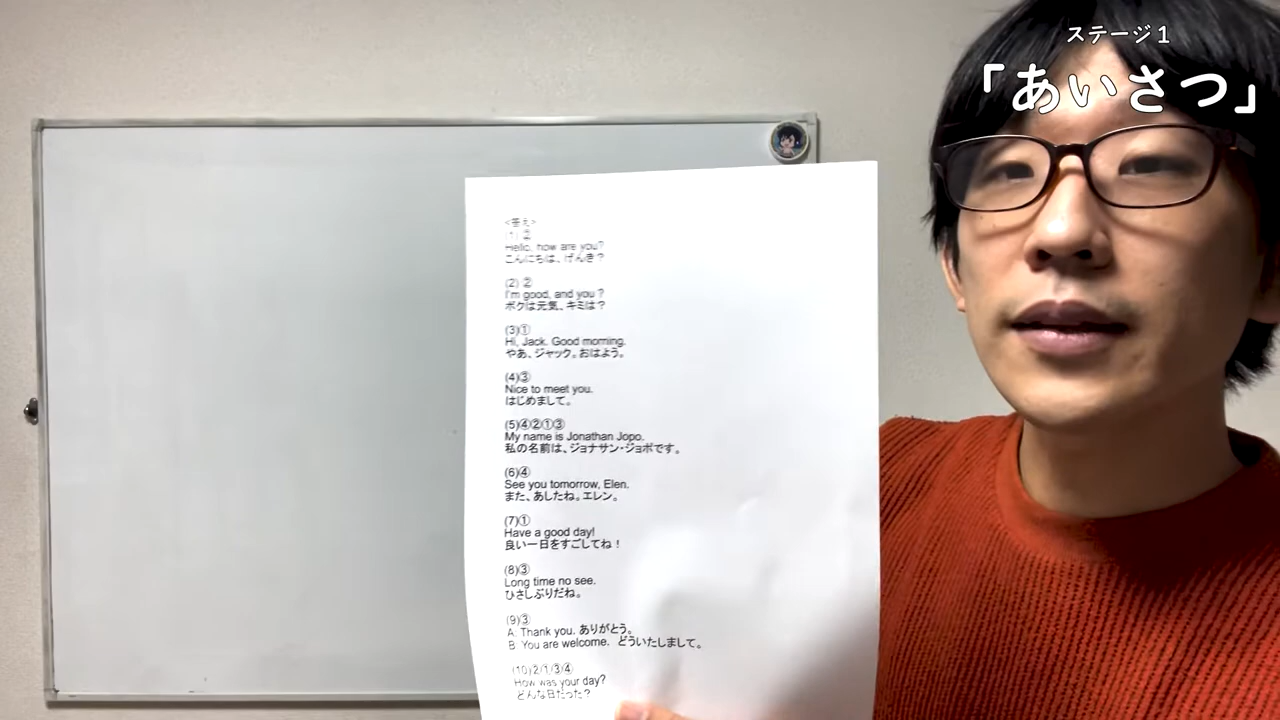 ステージ１
「あいさつ」
<答え>
(1) ②
Hello, how are you?
こんにちは、げんき？
(2) ②
I'm good, and you ?
ボクは元気、キミは？
(3)①
Hi, Jack. Good morning.
やあ、ジャック。おはよう。
(4)③
Nice to meet you.
はじめまして。
(5)④②①③
My name is Jonathan Jopo.
私の名前は、ジョナサン・ジョポです。
(6)④
See you tomorrow, Elen.
また、あしたね。エレン。
(7)①
Have a good day!
良い一日をすごしてね！
(8)③
Long time no see.
ひさしぶりだね。
(9)③
A: Thank you. ありがとう。
B: You are welcome. どういたしまして。
(10)②①③④
How was your day?
どんな日だった？